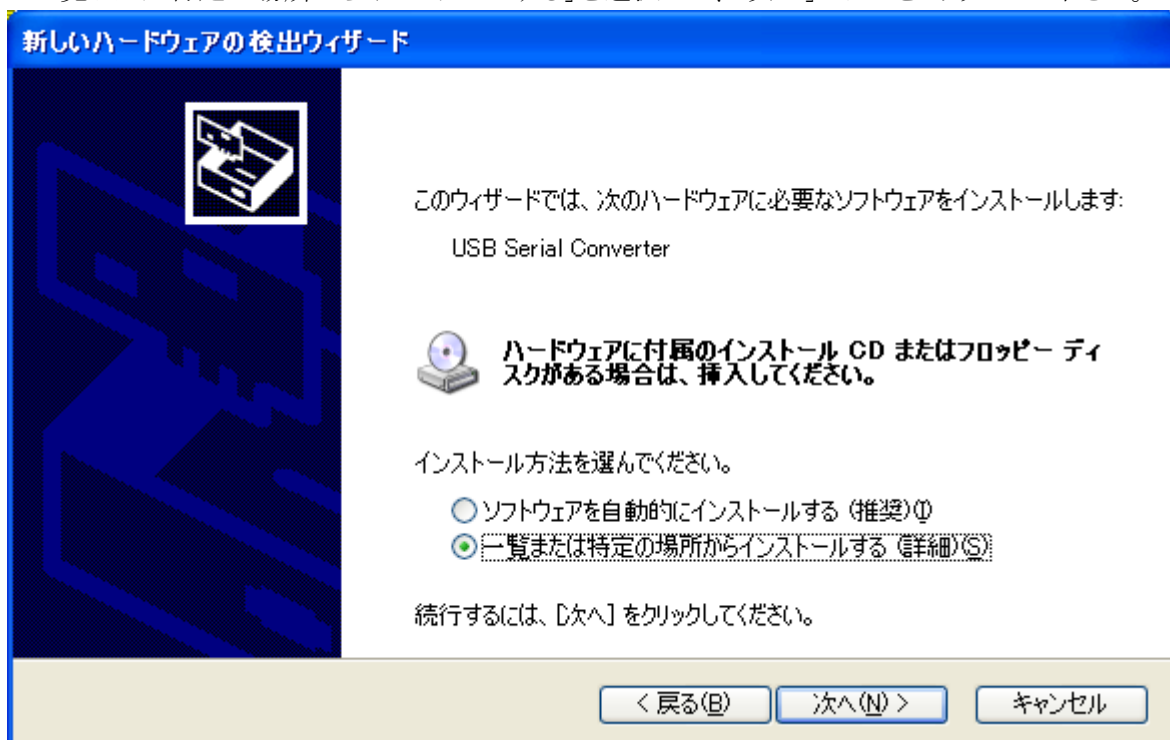 新しいハードウェアの検出ウィザード
このウィザードでは、次のハードウェアに必要なソフトウェアをインストールします:
USB Serial Converter
ハードウェアに付属のインストール CD またはフロッピー ディ
スクがある場合は、挿入してください。
インストール方法を選んでください。
ソフトウェアを自動的にインストールする (推奨)(I)
一覧または特定の場所からインストールする (詳細)(S)
続行するには、[次へ] をクリックしてください。
< 戻る(B)
次へ(N) >
キャンセル